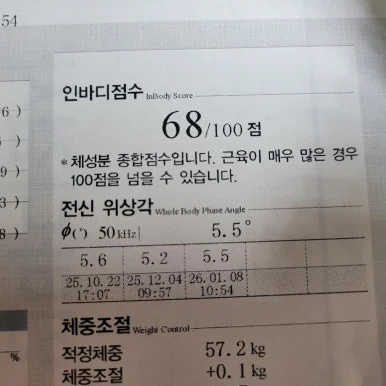 54
인바디점수 InBody Score
6 )
68/100 점
)
* 체성분 종합점수입니다. 근육이 매우 많은 경우
9 )
100점을 넘을 수 있습니다.
3 )
전신 위상각 Whole Body Phase Angle
8 )
ϕ(°) 50 kHz| 5.5°
5.6 5.2 5.5
25.10.22 25.12.04 26.01.08
17:07 09:57 10:54
체중조절 Weight Control
적정체중 57.2 kg
%
체중조절 +0.1 kg